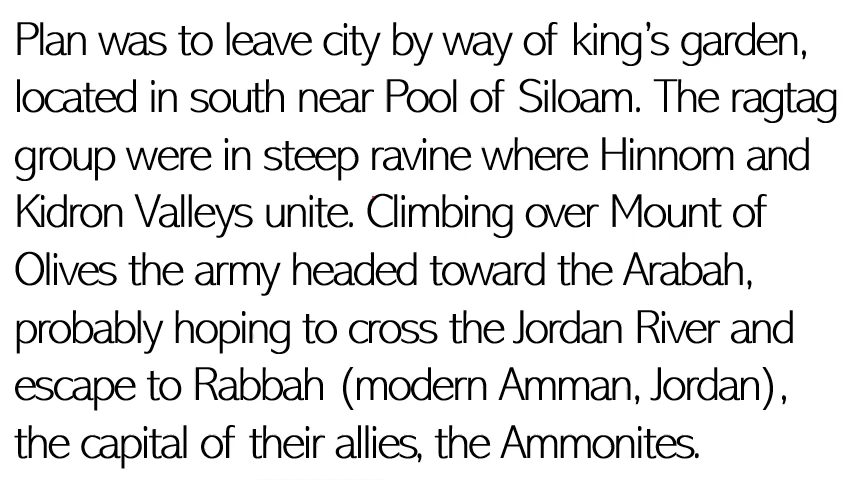 Plan was to leave city by way of king’s garden,
located in south near Pool of Siloam. The ragtag
group were in steep ravine where Hinnom and
Kidron Valleys unite. Climbing over Mount of
Olives the army headed toward the Arabah,
probably hoping to cross the Jordan River and
escape to Rabbah (modern Amman, Jordan),
the capital of their allies, the Ammonites.